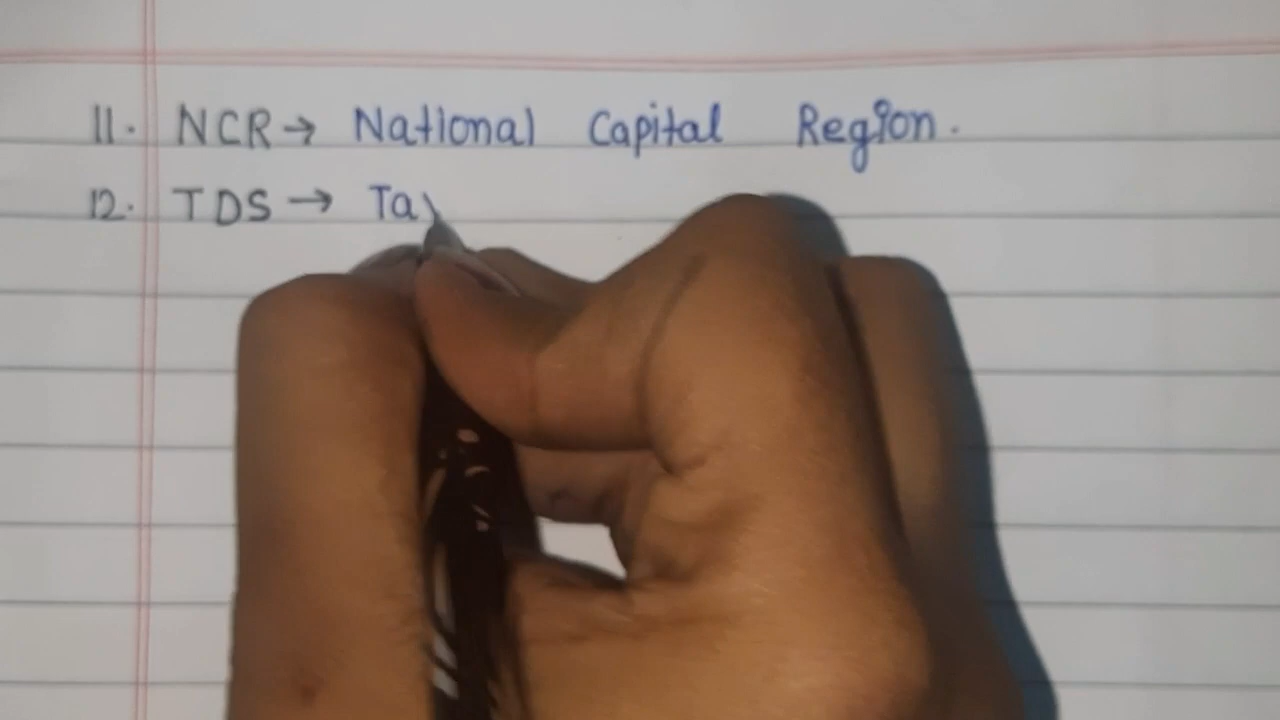 11. NCR → National Capital Region.
12. TDS → Ta